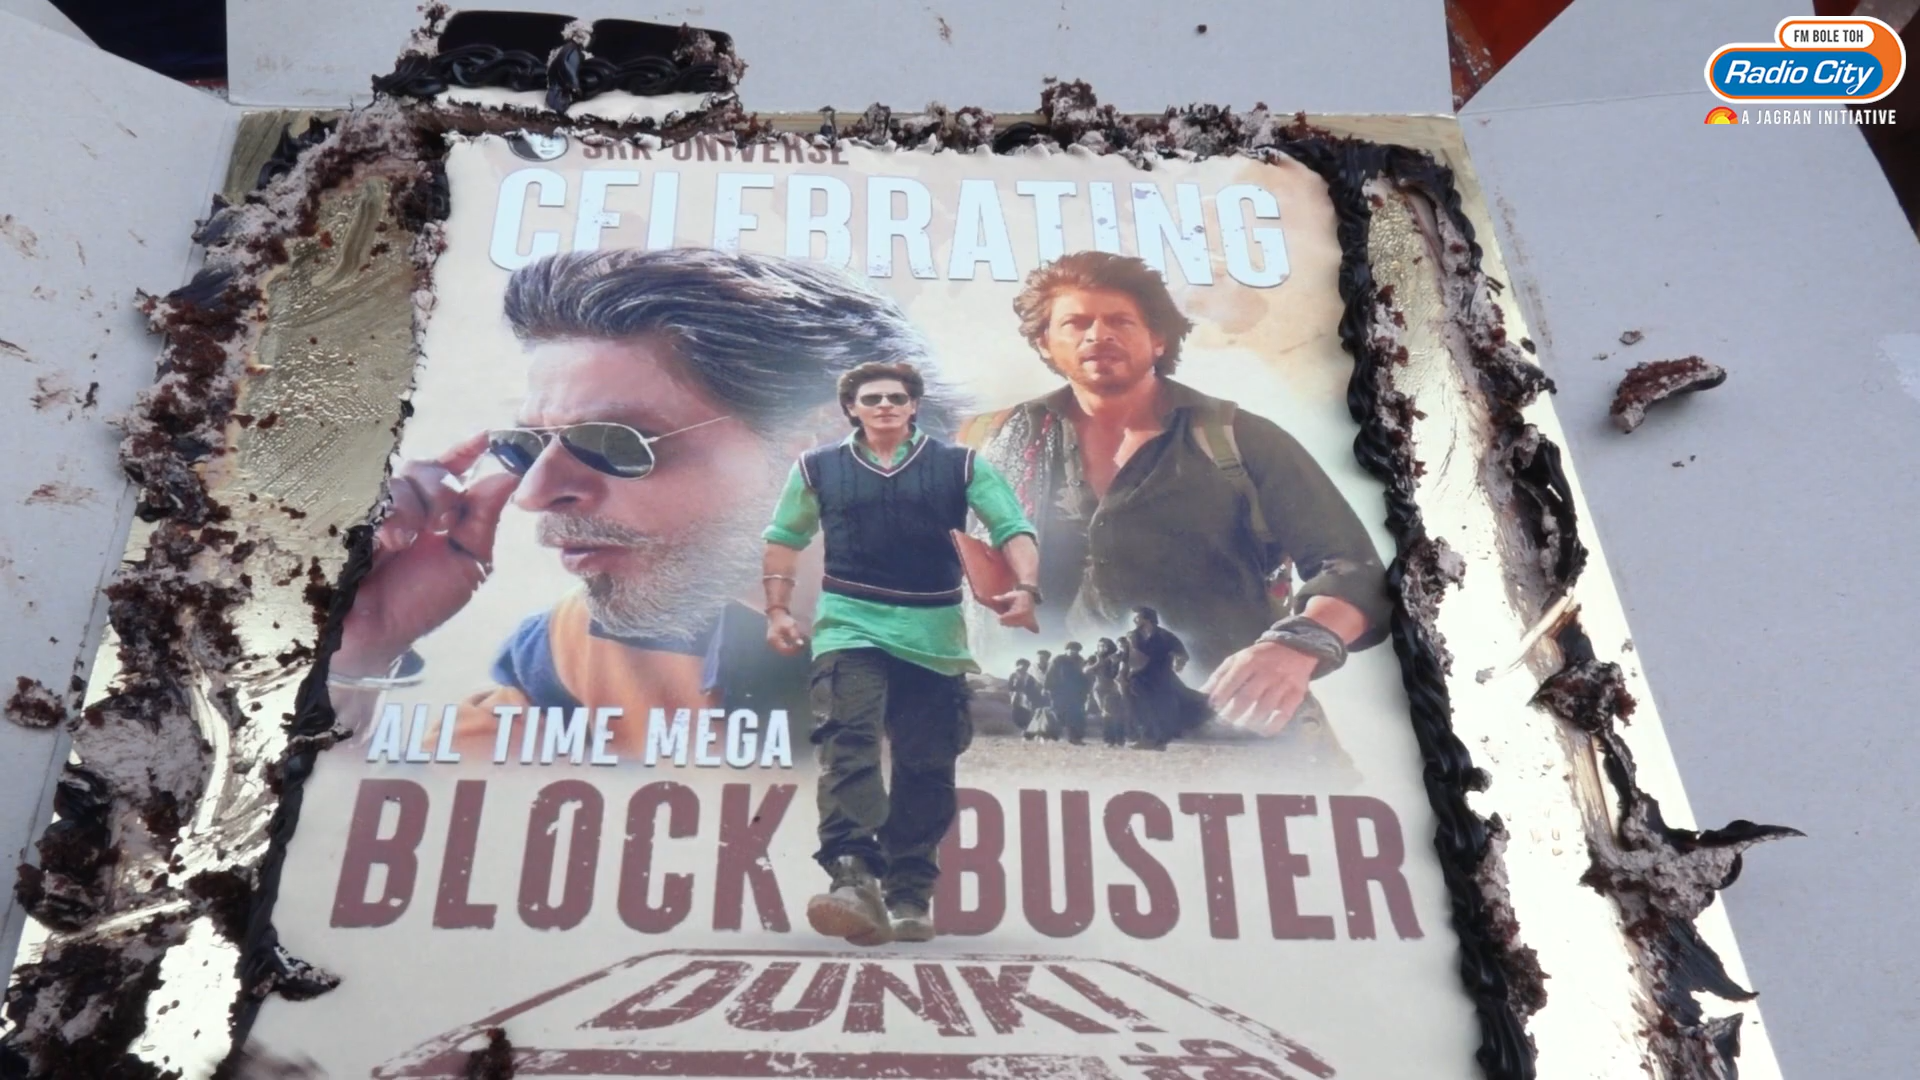 FM BOLE TOH
Radio City
A JAGRAN INITIATIVE
SRK UNIVERSE
CELEBRATING
ALL TIME MEGA
BLOCK BUSTER
DUNKI